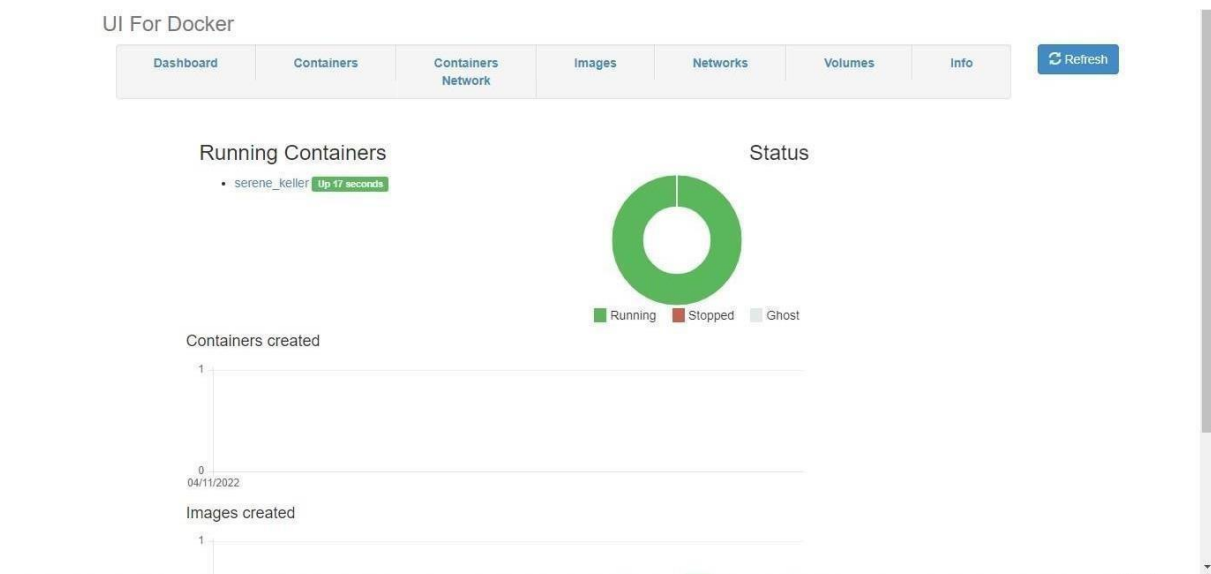 UI For Docker
Dashboard
Containers
Containers
Network
Images
Networks
Volumes
Info
Refresh
Running Containers
serene_keller Up 17 seconds
Status
Running
Stopped
Ghost
Containers created
1
0
04/11/2022
Images created
1